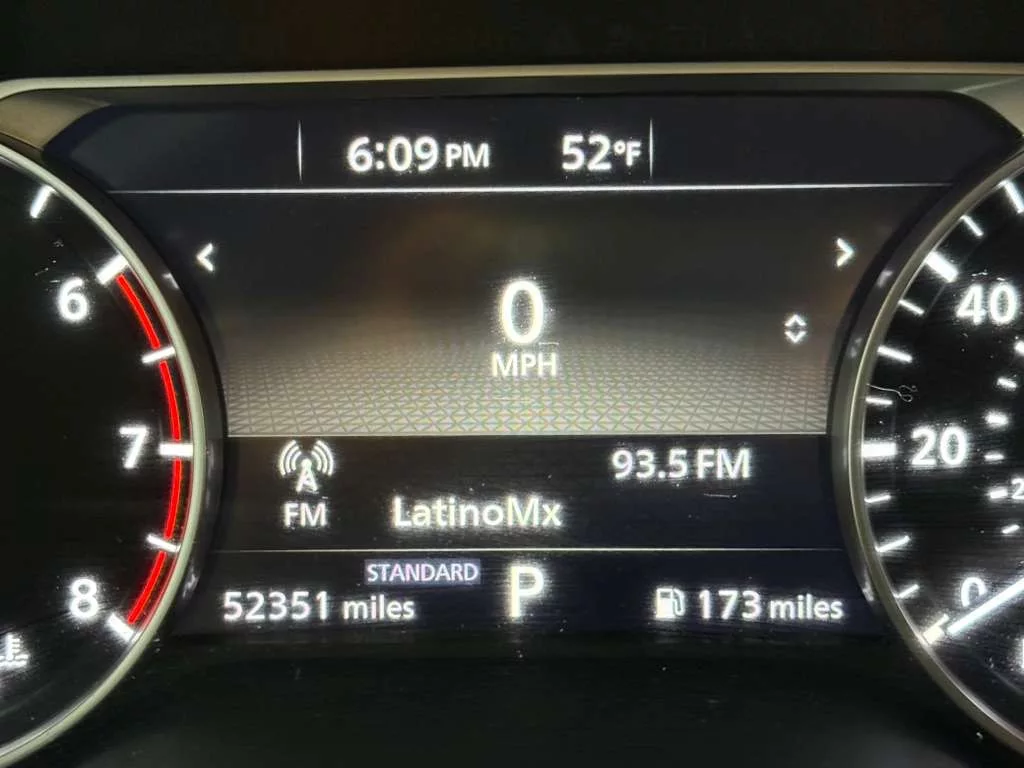 6:09 PM 52°F
< >
0
MPH
6
7
8
40
20
0
93.5 FM
FM LatinoMx
STANDARD P
52351 miles 173 miles